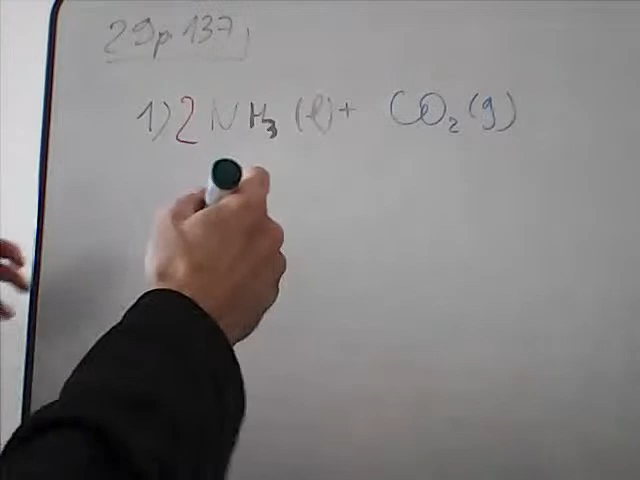 29p 137
1) 2 NH₃ (l) + CO₂ (g)